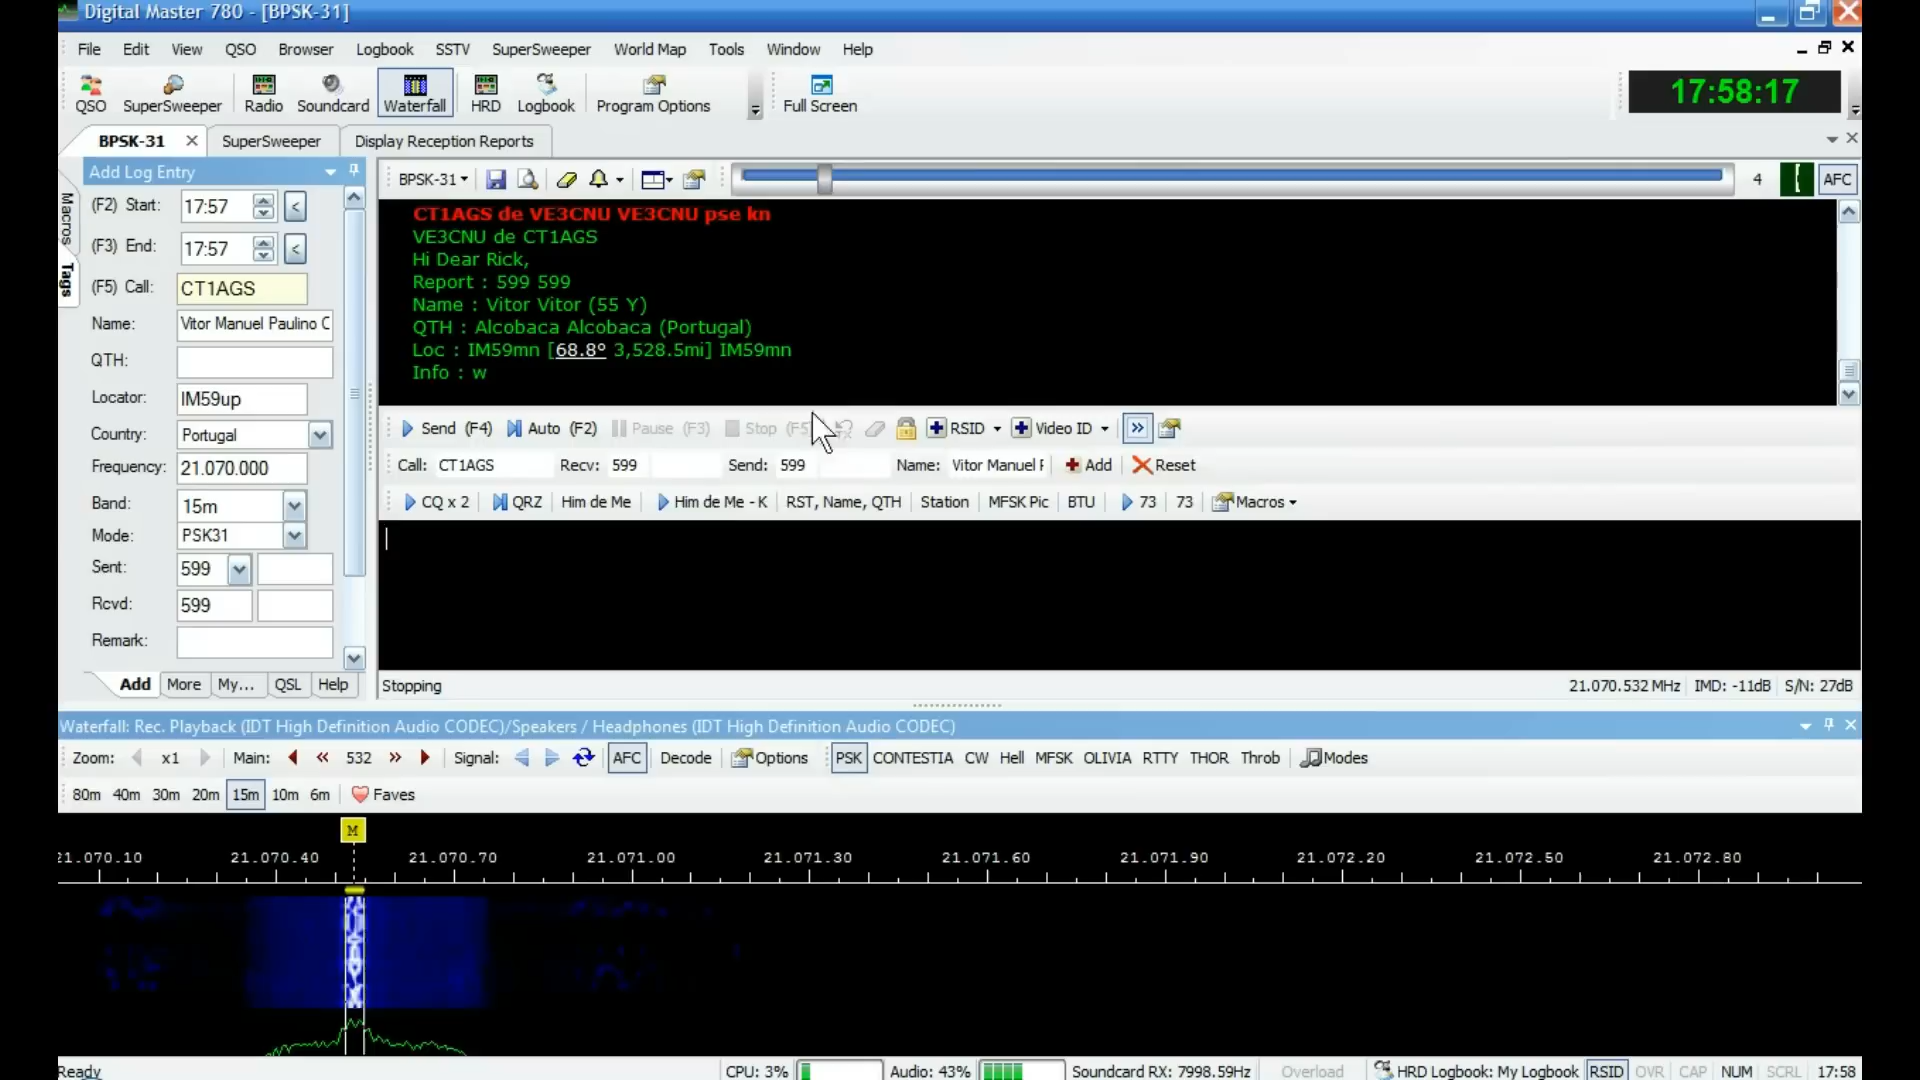 Digital Master 780 - [BPSK-31]
File Edit View QSO Browser Logbook SSTV SuperSweeper World Map Tools Window Help
QSO SuperSweeper Radio Soundcard Waterfall HRD Logbook Program Options Full Screen
17:58:17
BPSK-31 SuperSweeper Display Reception Reports
Add Log Entry
Macros
Tags
(F2) Start: 17:57 <
(F3) End: 17:57 <
(F5) Call: CT1AGS
Name: Vitor Manuel Paulino C
QTH:
Locator: IM59up
Country: Portugal
Frequency: 21.070.000
Band: 15m
Mode: PSK31
Sent: 599
Rcvd: 599
Remark:
Add More My... QSL Help
BPSK-31 4 AFC
CT1AGS de VE3CNU VE3CNU pse kn
VE3CNU de CT1AGS
Hi Dear Rick,
Report : 599 599
Name : Vitor Vitor (55 Y)
QTH : Alcobaca Alcobaca (Portugal)
Loc : IM59mn [68.8º 3,528.5mi] IM59mn
Info : w
Send (F4) Auto (F2) Pause (F3) Stop (F5 RSID Video ID
Call: CT1AGS Recv: 599 Send: 599 Name: Vitor Manuel F Add Reset
CQ x 2 QRZ Him de Me Him de Me - K RST, Name, QTH Station MFSK Pic BTU 73 73 Macros
Stopping 21.070.532 MHz IMD: -11dB S/N: 27dB
Waterfall: Rec. Playback (IDT High Definition Audio CODEC)/Speakers / Headphones (IDT High Definition Audio CODEC)
Zoom: x1 Main: 532 Signal: AFC Decode Options PSK CONTESTIA CW Hell MFSK OLIVIA RTTY THOR Throb Modes
80m 40m 30m 20m 15m 10m 6m Faves
M
21.070.10 21.070.40 21.070.70 21.071.00 21.071.30 21.071.60 21.071.90 21.072.20 21.072.50 21.072.80
Ready CPU: 3% Audio: 43% Soundcard RX: 7998.59Hz Overload HRD Logbook: My Logbook RSID OVR CAP NUM SCRL 17:58